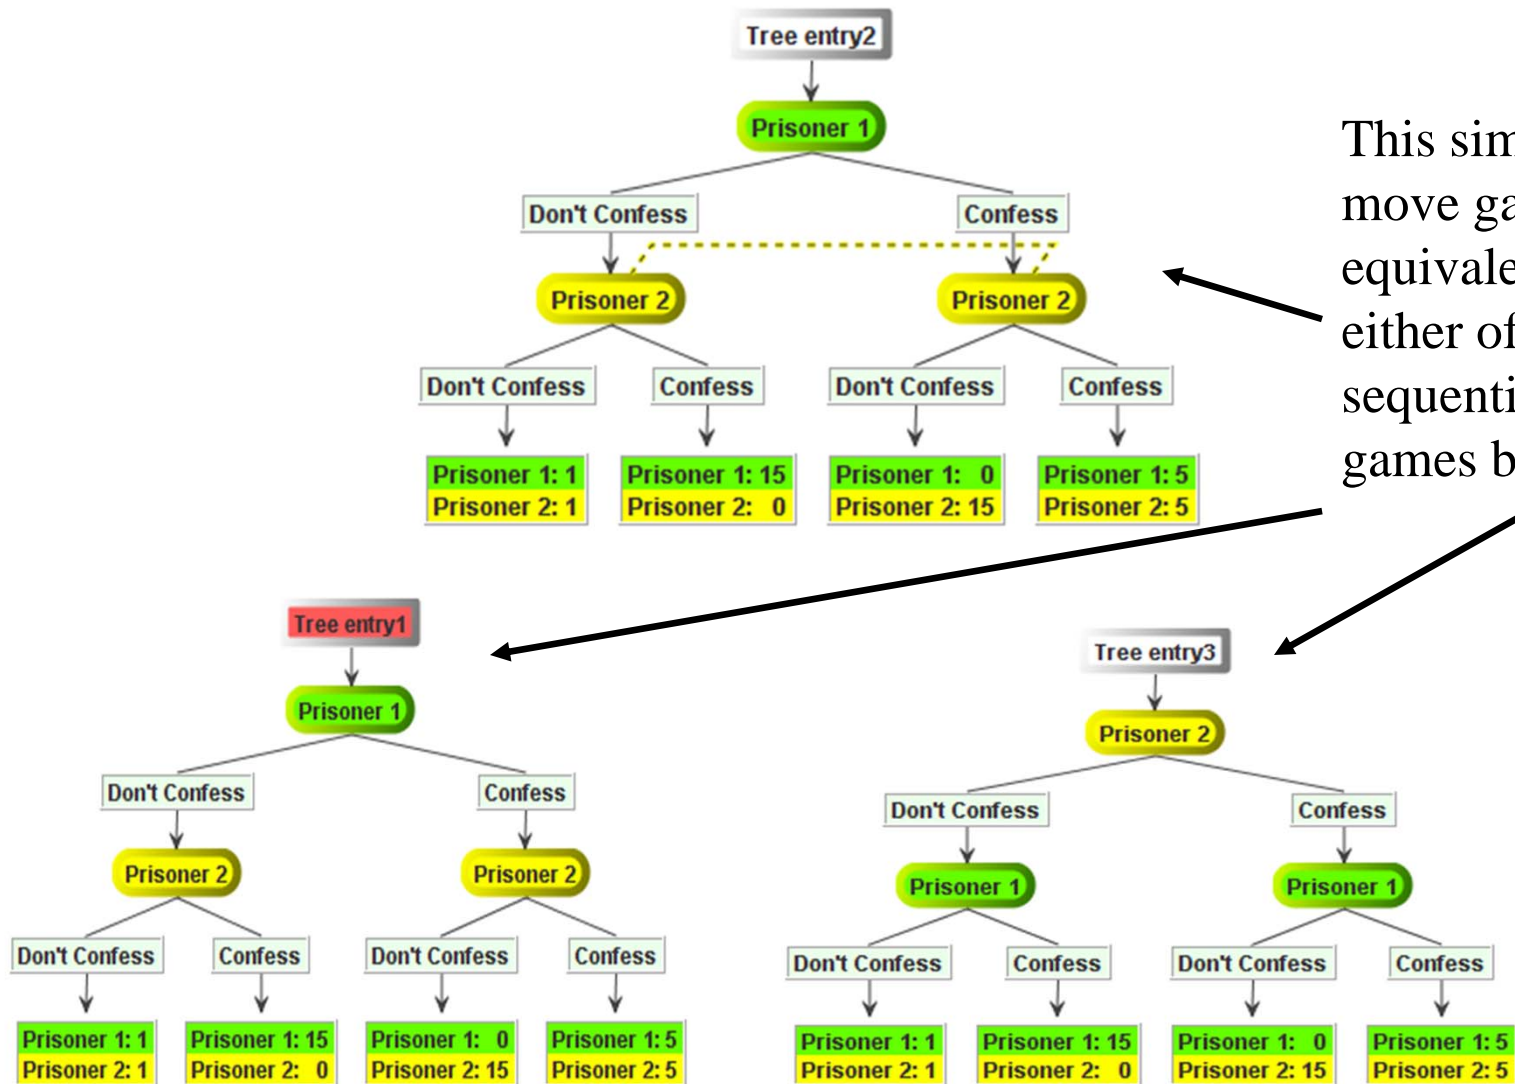 Tree entry2
Prisoner 1
Don't Confess
Confess
Prisoner 2
Prisoner 2
Don't Confess
Confess
Don't Confess
Confess
Prisoner 1: 1
Prisoner 2: 1
Prisoner 1: 15
Prisoner 2: 0
Prisoner 1: 0
Prisoner 2: 15
Prisoner 1: 5
Prisoner 2: 5
This sim
move ga
equivale
either of
sequenti
games b
Tree entry1
Prisoner 1
Don't Confess
Confess
Prisoner 2
Prisoner 2
Don't Confess
Confess
Don't Confess
Confess
Prisoner 1: 1
Prisoner 2: 1
Prisoner 1: 15
Prisoner 2: 0
Prisoner 1: 0
Prisoner 2: 15
Prisoner 1: 5
Prisoner 2: 5
Tree entry3
Prisoner 2
Don't Confess
Confess
Prisoner 1
Prisoner 1
Don't Confess
Confess
Don't Confess
Confess
Prisoner 1: 1
Prisoner 2: 1
Prisoner 1: 15
Prisoner 2: 0
Prisoner 1: 0
Prisoner 2: 15
Prisoner 1: 5
Prisoner 2: 5